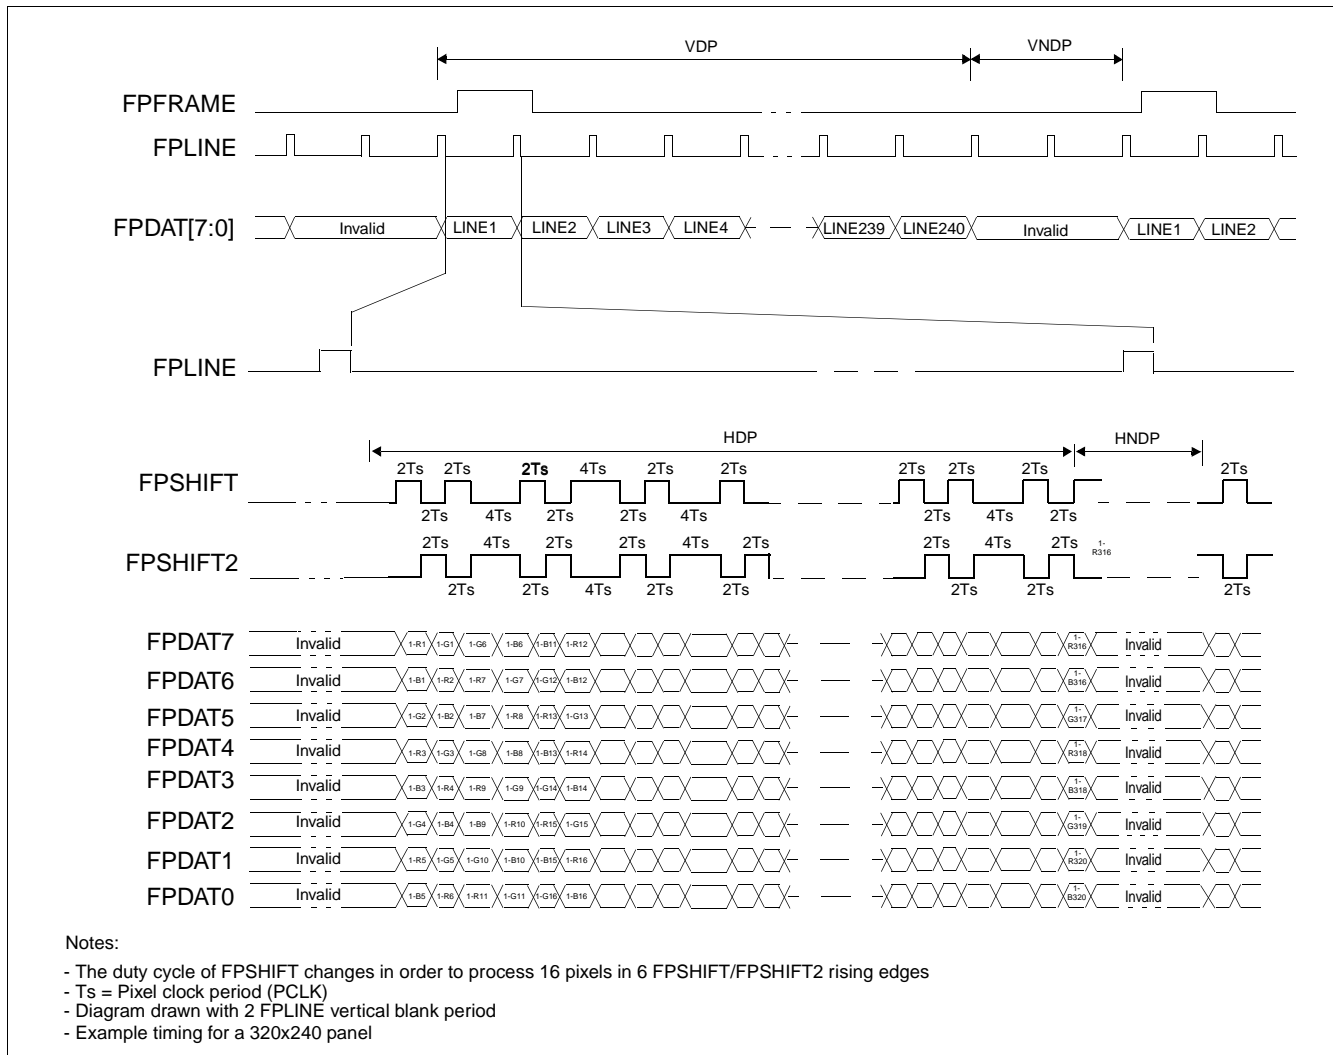 VDP VNDP
FPFRAME
FPLINE
FPDAT[7:0] Invalid LINE1 LINE2 LINE3 LINE4 LINE239 LINE240 Invalid LINE1 LINE2
FPLINE
HDP HNDP
2Ts 2Ts 2Ts 4Ts 2Ts 2Ts 2Ts 2Ts 2Ts 2Ts
FPSHIFT
2Ts 4Ts 2Ts 2Ts 4Ts 2Ts 4Ts 2Ts
2Ts 4Ts 2Ts 2Ts 4Ts 2Ts 2Ts 4Ts 2Ts 1-R316
FPSHIFT2
2Ts 2Ts 4Ts 2Ts 2Ts 2Ts 2Ts 2Ts
FPDAT7 Invalid 1-R1 1-G1 1-G6 1-B6 1-B11 1-R12 1-R316 Invalid
FPDAT6 Invalid 1-B1 1-R2 1-R7 1-G7 1-G12 1-B12 1-B316 Invalid
FPDAT5 Invalid 1-G2 1-B2 1-B7 1-R8 1-R13 1-G13 1-G317 Invalid
FPDAT4 Invalid 1-R3 1-G3 1-G8 1-B8 1-B13 1-R14 1-R318 Invalid
FPDAT3 Invalid 1-B3 1-R4 1-R9 1-G9 1-G14 1-B14 1-B318 Invalid
FPDAT2 Invalid 1-G4 1-B4 1-B9 1-R10 1-R15 1-G15 1-G319 Invalid
FPDAT1 Invalid 1-R5 1-G5 1-G10 1-B10 1-B15 1-R16 1-R320 Invalid
FPDAT0 Invalid 1-B5 1-R6 1-R11 1-G11 1-G16 1-B16 1-B320 Invalid
Notes:
- The duty cycle of FPSHIFT changes in order to process 16 pixels in 6 FPSHIFT/FPSHIFT2 rising edges
- Ts = Pixel clock period (PCLK)
- Diagram drawn with 2 FPLINE vertical blank period
- Example timing for a 320x240 panel